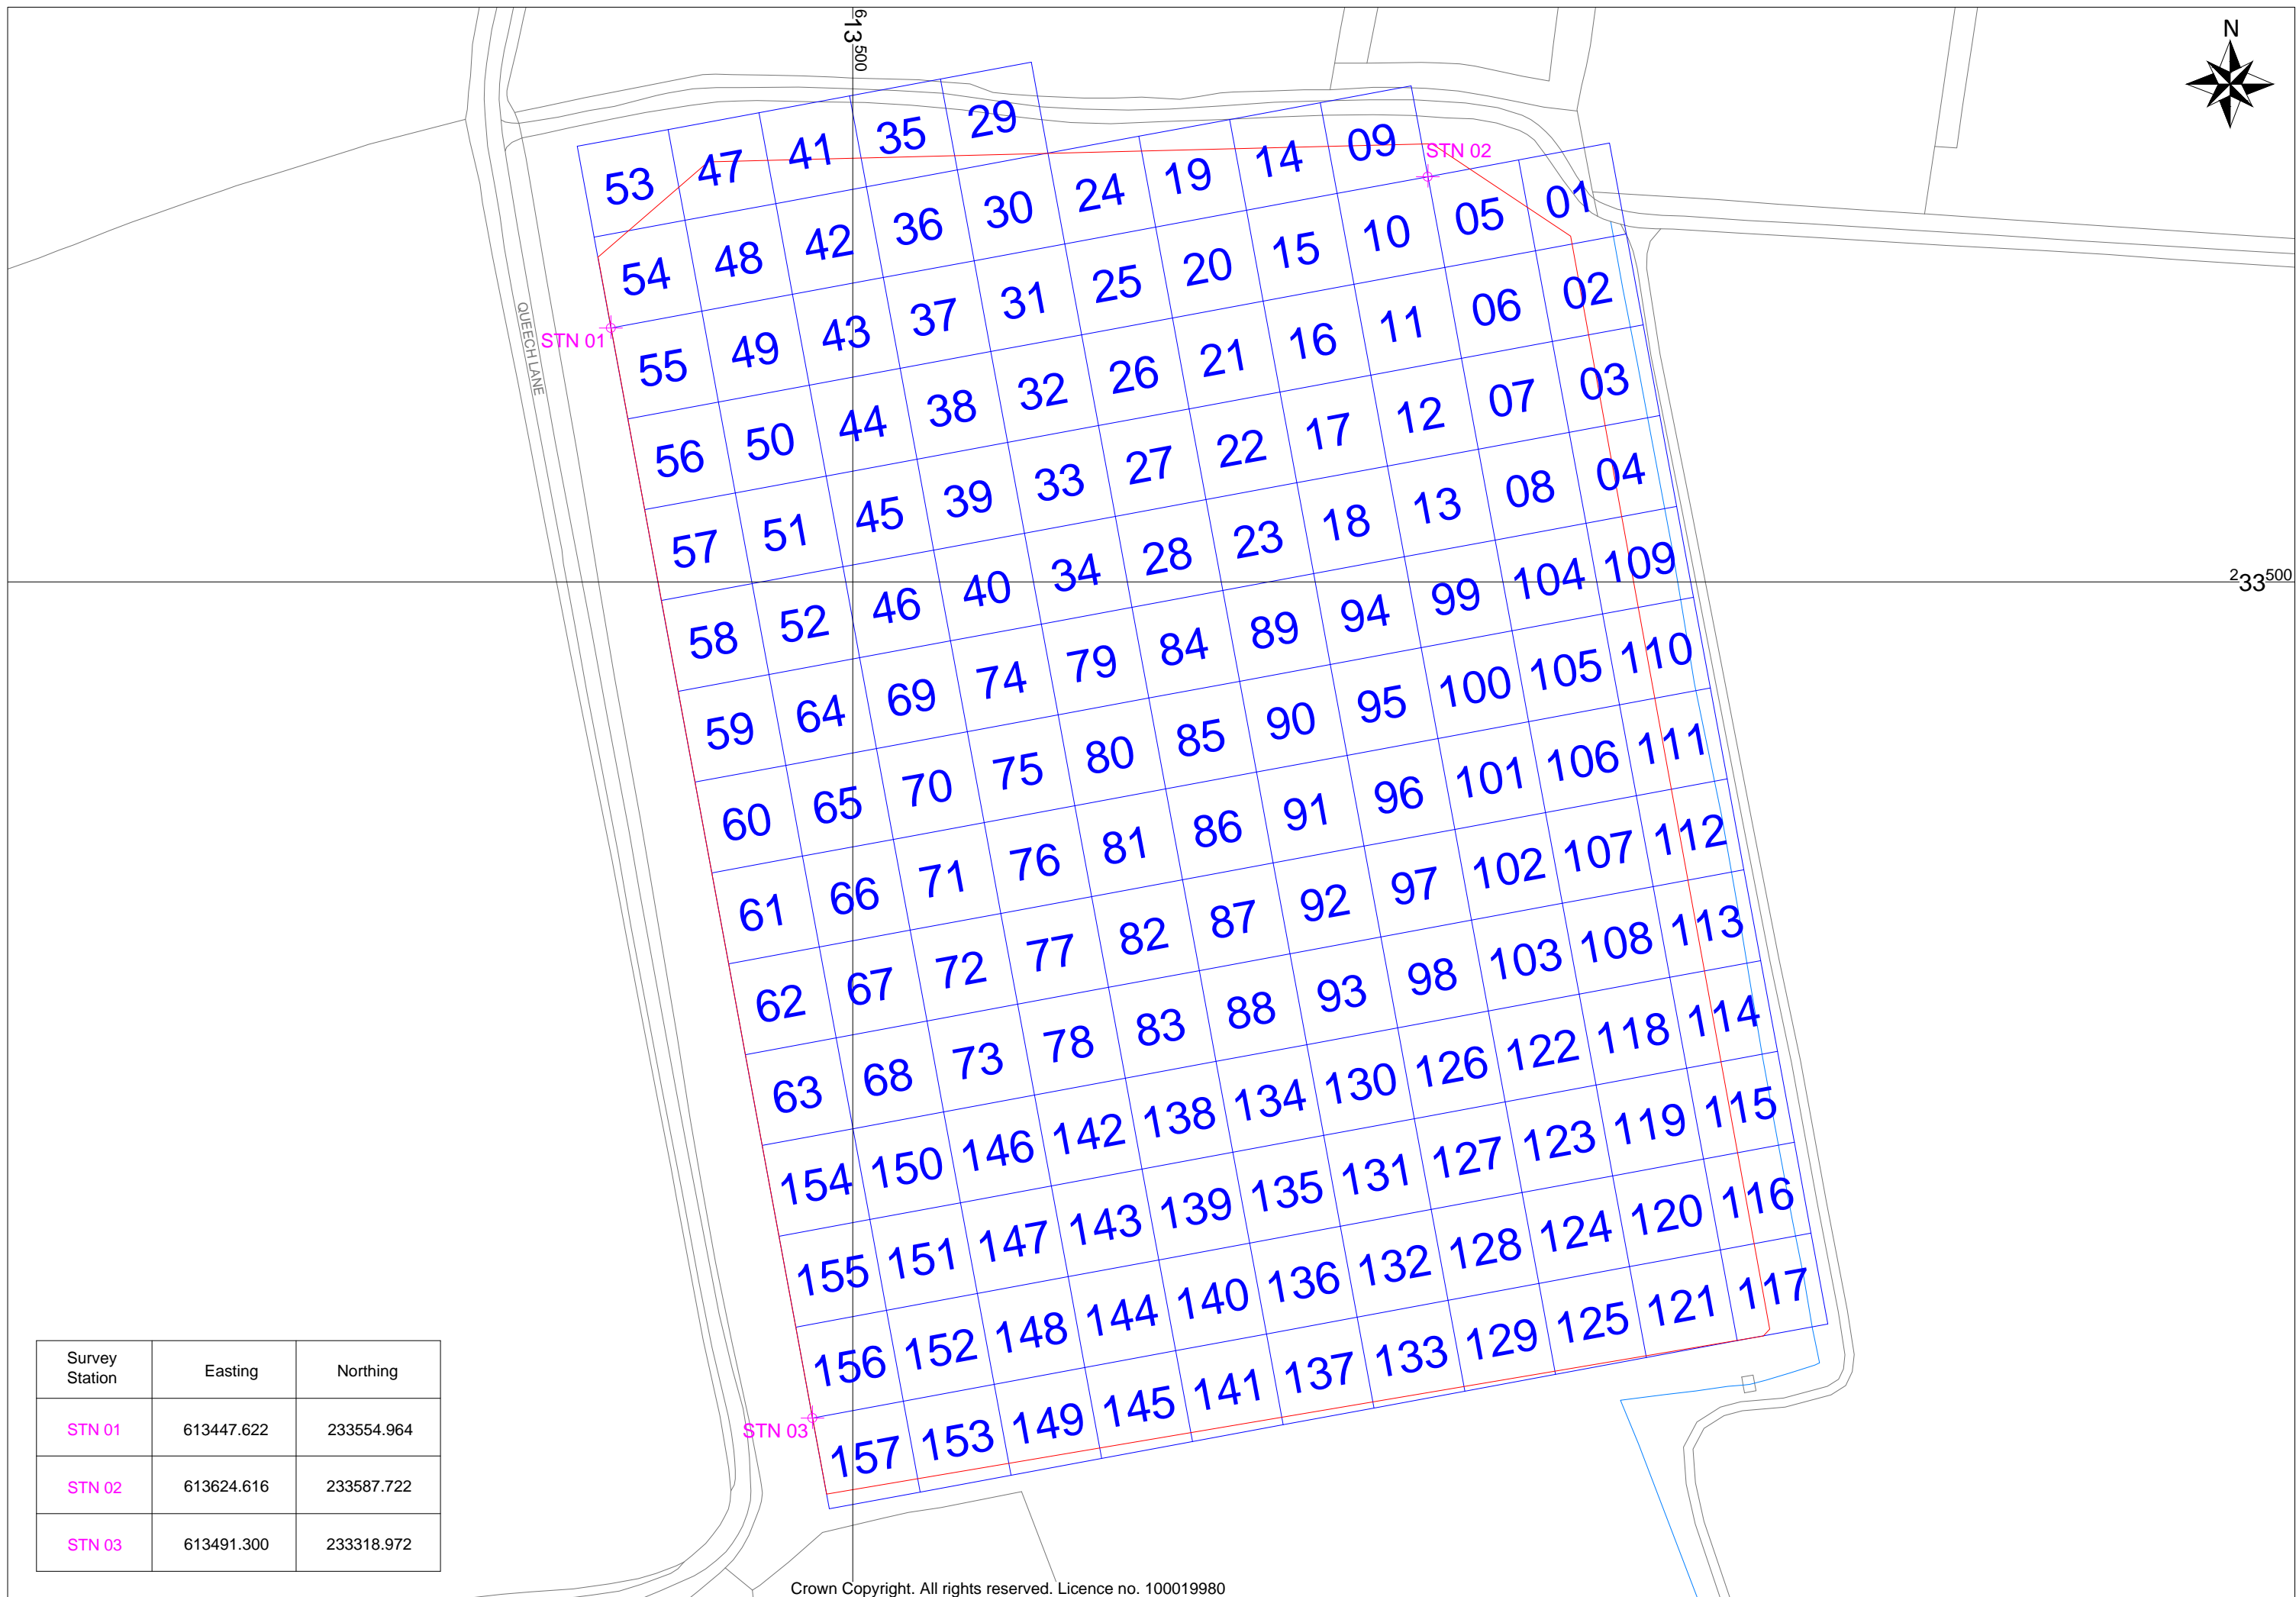 6 13 500
N
53 47 41 35 29
54 48 42 36 30 24 19 14 09
STN 02
55 49 43 37 31 25 20 15 10 05 01
STN 01
QUEECH LANE
56 50 44 38 32 26 21 16 11 06 02
57 51 45 39 33 27 22 17 12 07 03
58 52 46 40 34 28 23 18 13 08 04
2 33 500
59 64 69 74 79 84 89 94 99 104 109
60 65 70 75 80 85 90 95 100 105 110
61 66 71 76 81 86 91 96 101 106 111
62 67 72 77 82 87 92 97 102 107 112
63 68 73 78 83 88 93 98 103 108 113
154 150 146 142 138 134 130 126 122 118 114
155 151 147 143 139 135 131 127 123 119 115
156 152 148 144 140 136 132 128 124 120 116
STN 03
157 153 149 145 141 137 133 129 125 121 117
Survey Station Easting Northing
STN 01 613447.622 233554.964
STN 02 613624.616 233587.722
STN 03 613491.300 233318.972
Crown Copyright. All rights reserved. Licence no. 100019980